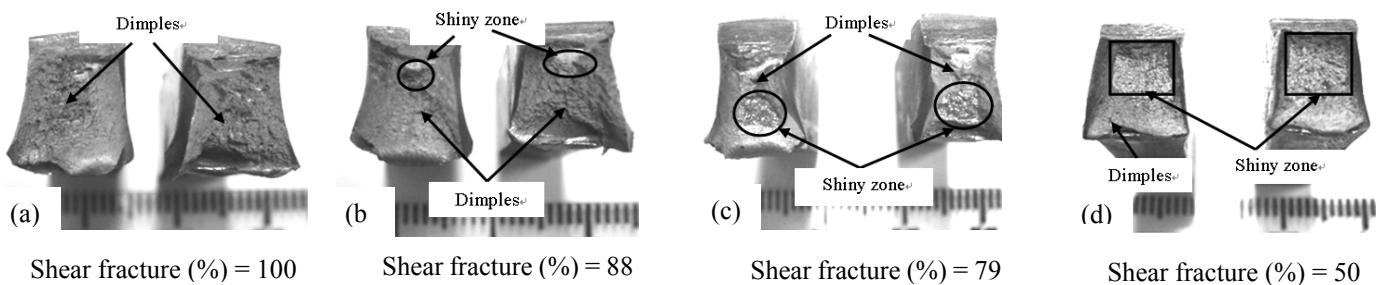 Dimples
(a)
Shear fracture (%) = 100
Shiny zone
Dimples
(b)
Shear fracture (%) = 88
Dimples
Shiny zone
(c)
Shear fracture (%) = 79
Dimples
Shiny zone
(d)
Shear fracture (%) = 50